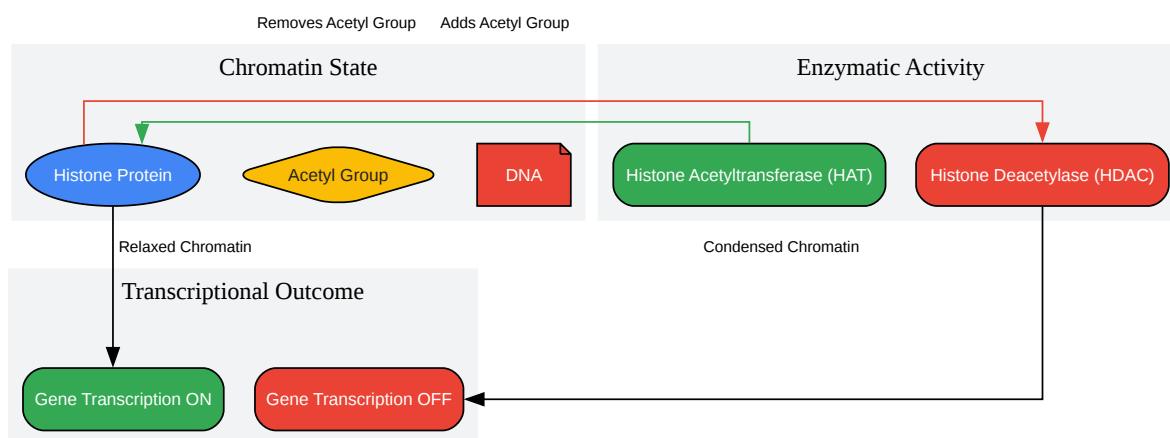 Removes Acetyl Group
Adds Acetyl Group
Chromatin State
Enzymatic Activity
Histone Protein
Acetyl Group
DNA
Histone Acetyltransferase (HAT)
Histone Deacetylase (HDAC)
Relaxed Chromatin
Condensed Chromatin
Transcriptional Outcome
Gene Transcription ON
Gene Transcription OFF